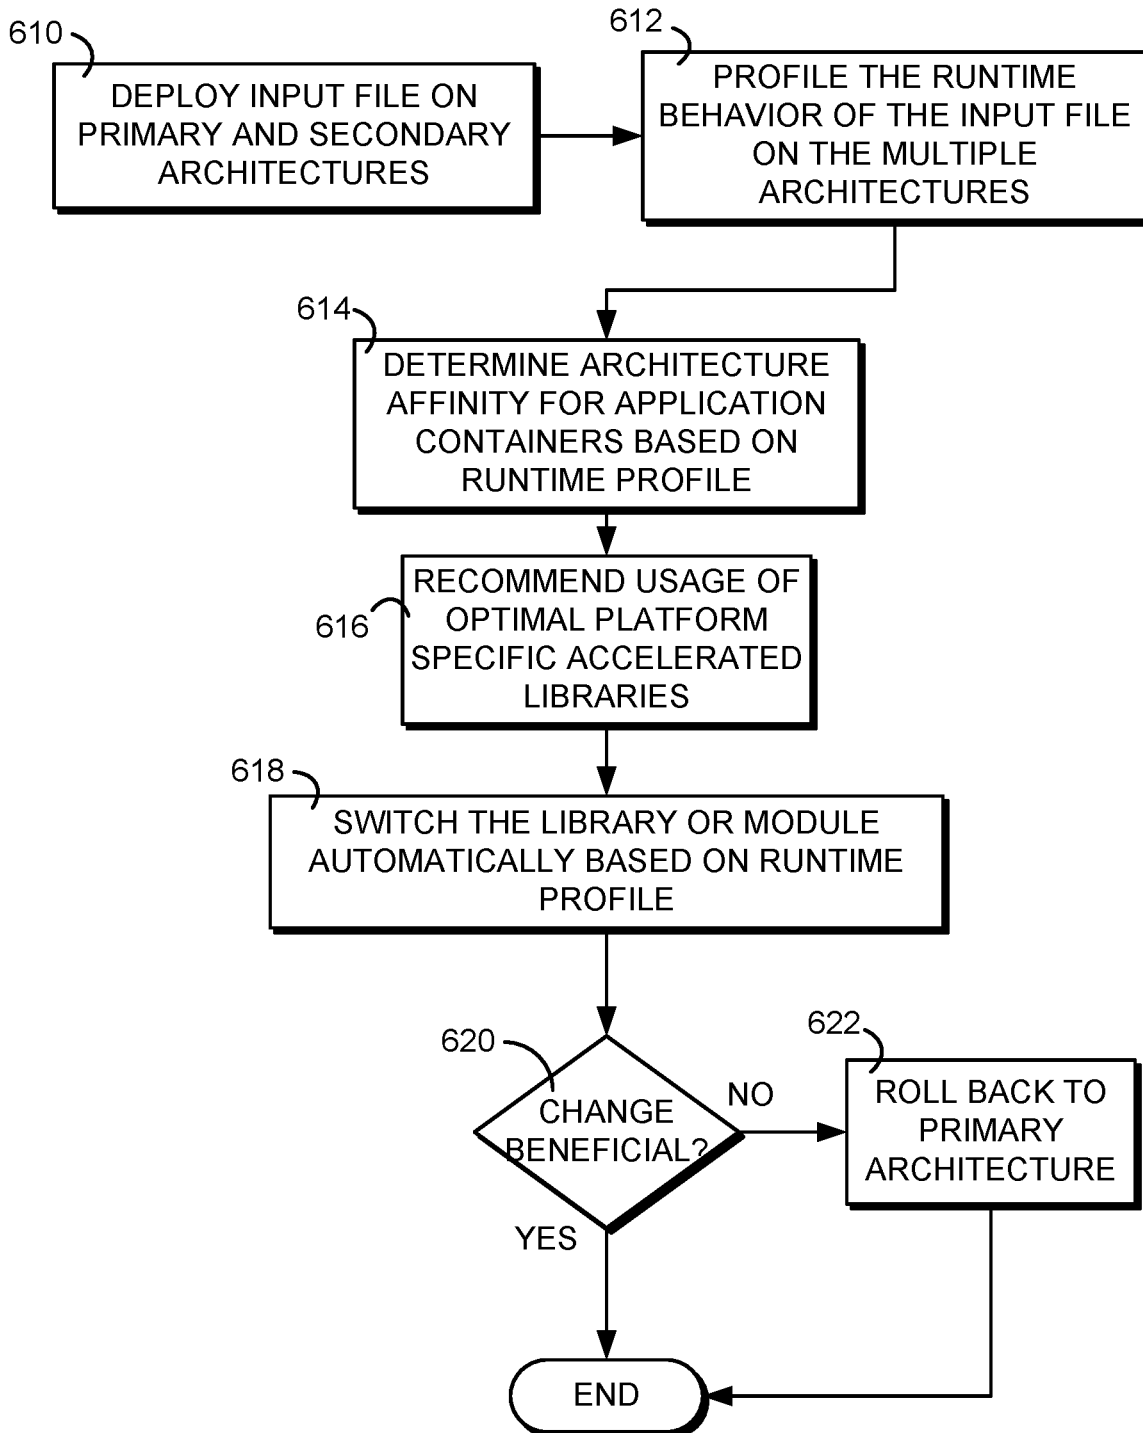 610
DEPLOY INPUT FILE ON
PRIMARY AND SECONDARY
ARCHITECTURES
612
PROFILE THE RUNTIME
BEHAVIOR OF THE INPUT FILE
ON THE MULTIPLE
ARCHITECTURES
614
DETERMINE ARCHITECTURE
AFFINITY FOR APPLICATION
CONTAINERS BASED ON
RUNTIME PROFILE
616
RECOMMEND USAGE OF
OPTIMAL PLATFORM
SPECIFIC ACCELERATED
LIBRARIES
618
SWITCH THE LIBRARY OR MODULE
AUTOMATICALLY BASED ON RUNTIME
PROFILE
620
CHANGE
BENEFICIAL?
NO
YES
622
ROLL BACK TO
PRIMARY
ARCHITECTURE
END